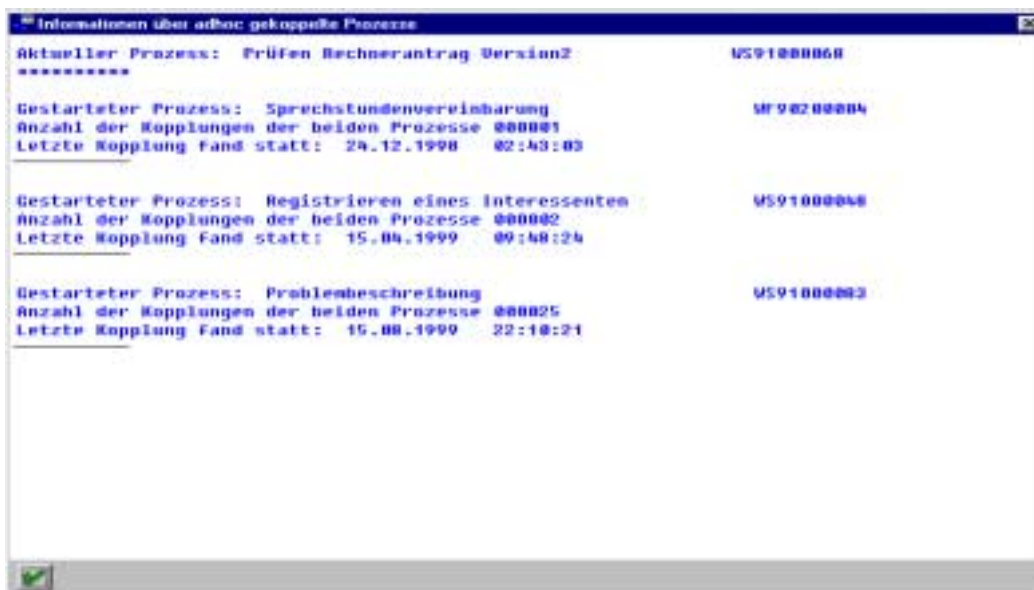 Informationen über adhoc gekoppelte Prozesse
Aktueller Prozess: Prüfen Rechnerantrag Version2 WS91000060
**********
Gestarteter Prozess: Sprechstundenvereinbarung WF90200004
Anzahl der Kopplungen der beiden Prozesse 000001
Letzte Kopplung Fand statt: 24.12.1998 02:43:03
Gestarteter Prozess: Registrieren eines Interessenten WS91000048
Anzahl der Kopplungen der beiden Prozesse 000002
Letzte Kopplung Fand statt: 15.04.1999 09:48:24
Gestarteter Prozess: Problembeschreibung WS91000083
Anzahl der Kopplungen der beiden Prozesse 000025
Letzte Kopplung Fand statt: 15.08.1999 22:10:21